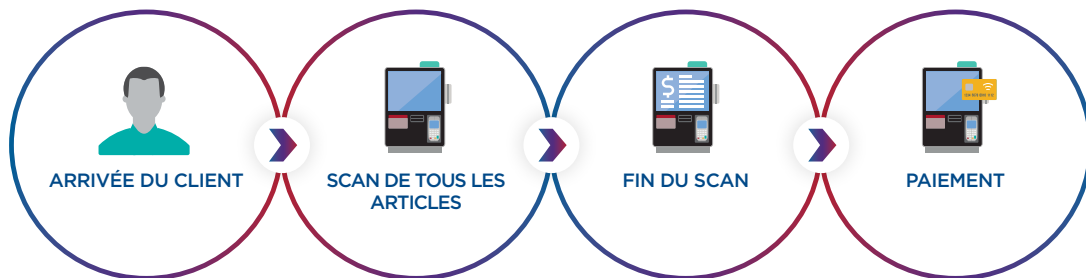 ARRIVÉE DU CLIENT
SCAN DE TOUS LES
ARTICLES
FIN DU SCAN
PAIEMENT
$